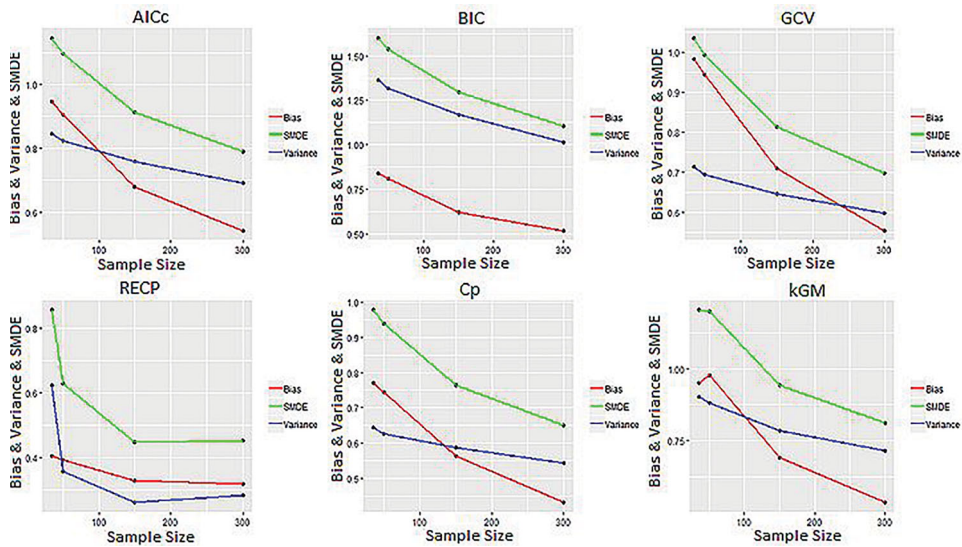 AICc
Bias & Variance & SMDE
1.0
0.8
0.6
100
200
300
Sample Size
Bias
SMDE
Variance
BIC
Bias & Variance & SMDE
1.50
1.25
1.00
0.75
0.50
100
200
300
Sample Size
Bias
SMDE
Variance
GCV
Bias & Variance & SMDE
1.0
0.9
0.8
0.7
0.6
100
200
300
Sample Size
Bias
SMDE
Variance
RECP
Bias & Variance & SMDE
0.8
0.6
0.4
100
200
300
Sample Size
Bias
SMDE
Variance
Cp
Bias & Variance & SMDE
1.0
0.9
0.8
0.7
0.6
0.5
100
200
300
Sample Size
Bias
SMDE
Variance
kGM
Bias & Variance & SMDE
1.00
0.75
100
200
300
Sample Size
Bias
SMDE
Variance